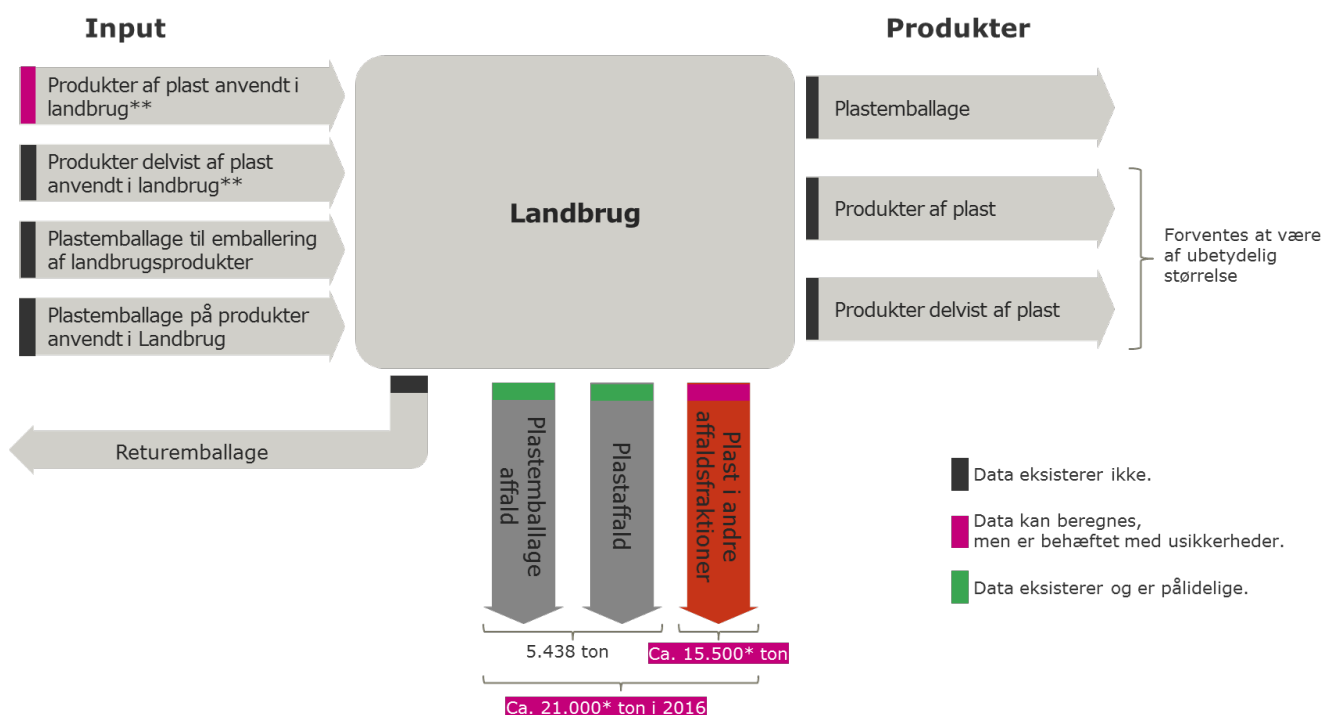 Input
Produkter
Produkter af plast anvendt i
landbrug**
Produkter delvist af plast
anvendt i landbrug**
Plastemballage til emballering
af landbrugsprodukter
Plastemballage på produkter
anvendt i Landbrug
Landbrug
Plastemballage
Produkter af plast
Produkter delvist af plast
Forventes at være
af ubetydelig
størrelse
Returemballage
Plastemballage
affald
Plastaffald
Plast i andre
affaldsfraktioner
5.438 ton
Ca. 15.500* ton
Ca. 21.000* ton i 2016
Data eksisterer ikke.
Data kan beregnes,
men er behæftet med usikkerheder.
Data eksisterer og er pålidelige.